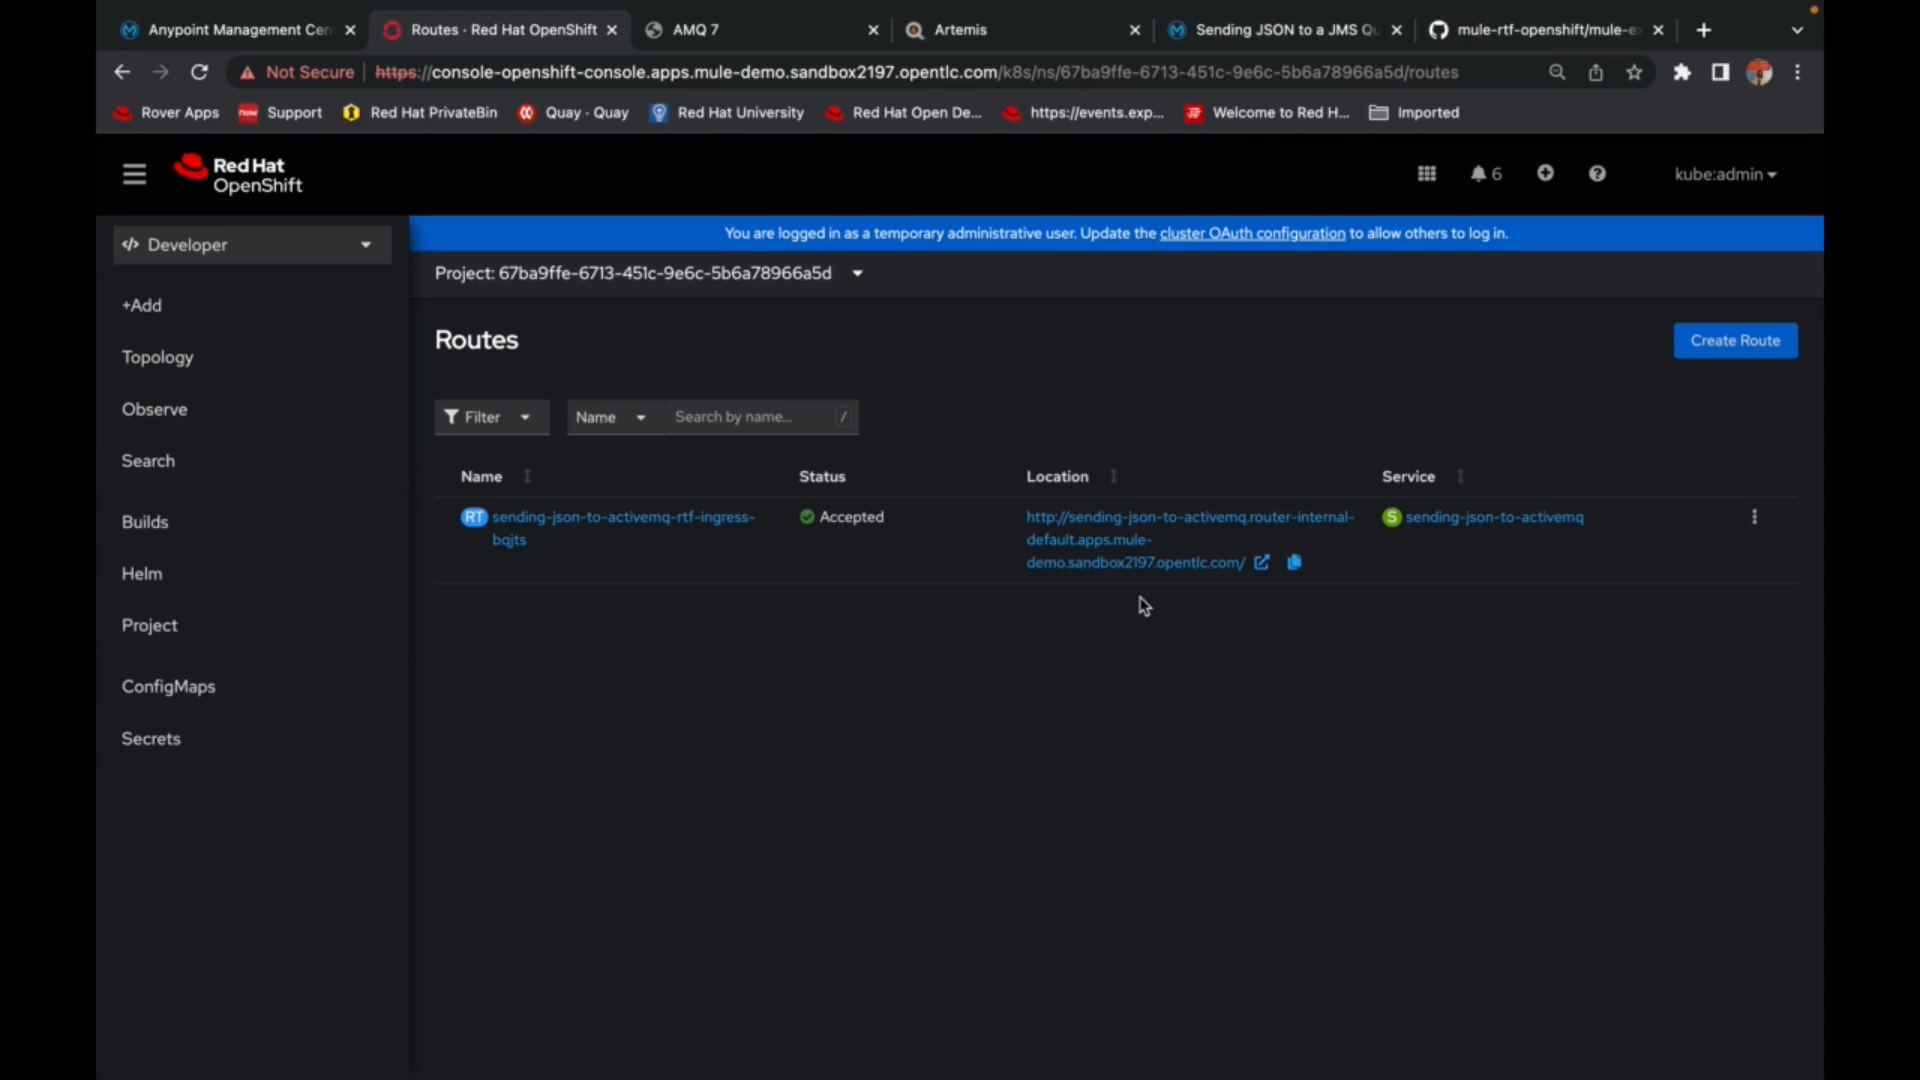 Anypoint Management Cen
Routes · Red Hat OpenShift
AMQ 7
Artemis
Sending JSON to a JMS Qu
mule-rtf-openshift/mule-e
Not Secure
https://console-openshift-console.apps.mule-demo.sandbox2197.opentlc.com/k8s/ns/67ba9ffe-6713-451c-9e6c-5b6a78966a5d/routes
Rover Apps
now Support
Red Hat PrivateBin
Quay · Quay
Red Hat University
Red Hat Open De...
https://events.exp...
Welcome to Red H...
Imported
Red Hat
OpenShift
6
kube:admin
Developer
You are logged in as a temporary administrative user. Update the cluster OAuth configuration to allow others to log in.
Project: 67ba9ffe-6713-451c-9e6c-5b6a78966a5d
+Add
Topology
Observe
Search
Builds
Helm
Project
ConfigMaps
Secrets
Routes
Create Route
Filter
Name
Search by name...
/
Name
Status
Location
Service
RT sending-json-to-activemq-rtf-ingress-
bqjts
Accepted
http://sending-json-to-activemq.router-internal-
default.apps.mule-
demo.sandbox2197.opentlc.com/
S sending-json-to-activemq